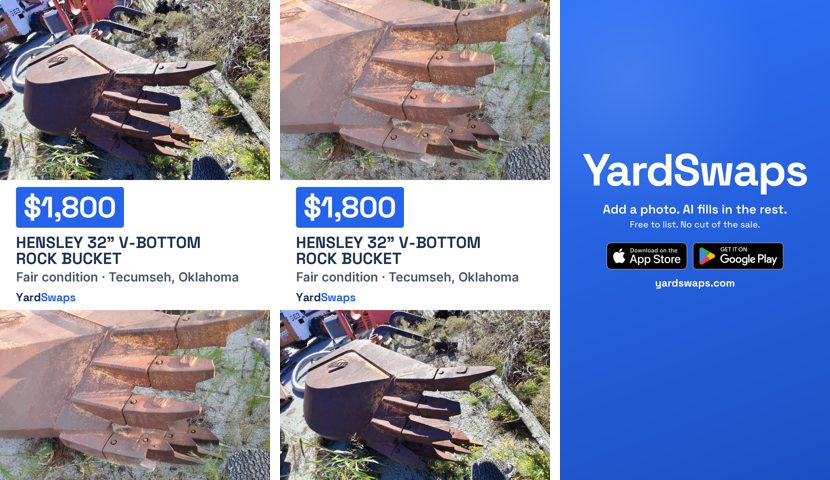 $1,800
HENSLEY 32” V-BOTTOM
ROCK BUCKET
Fair condition · Tecumseh, Oklahoma
YardSwaps
$1,800
HENSLEY 32” V-BOTTOM
ROCK BUCKET
Fair condition · Tecumseh, Oklahoma
YardSwaps
YardSwaps
Add a photo. AI fills in the rest.
Free to list. No cut of the sale.
Download on the
App Store
GET IT ON
Google Play
yardswaps.com